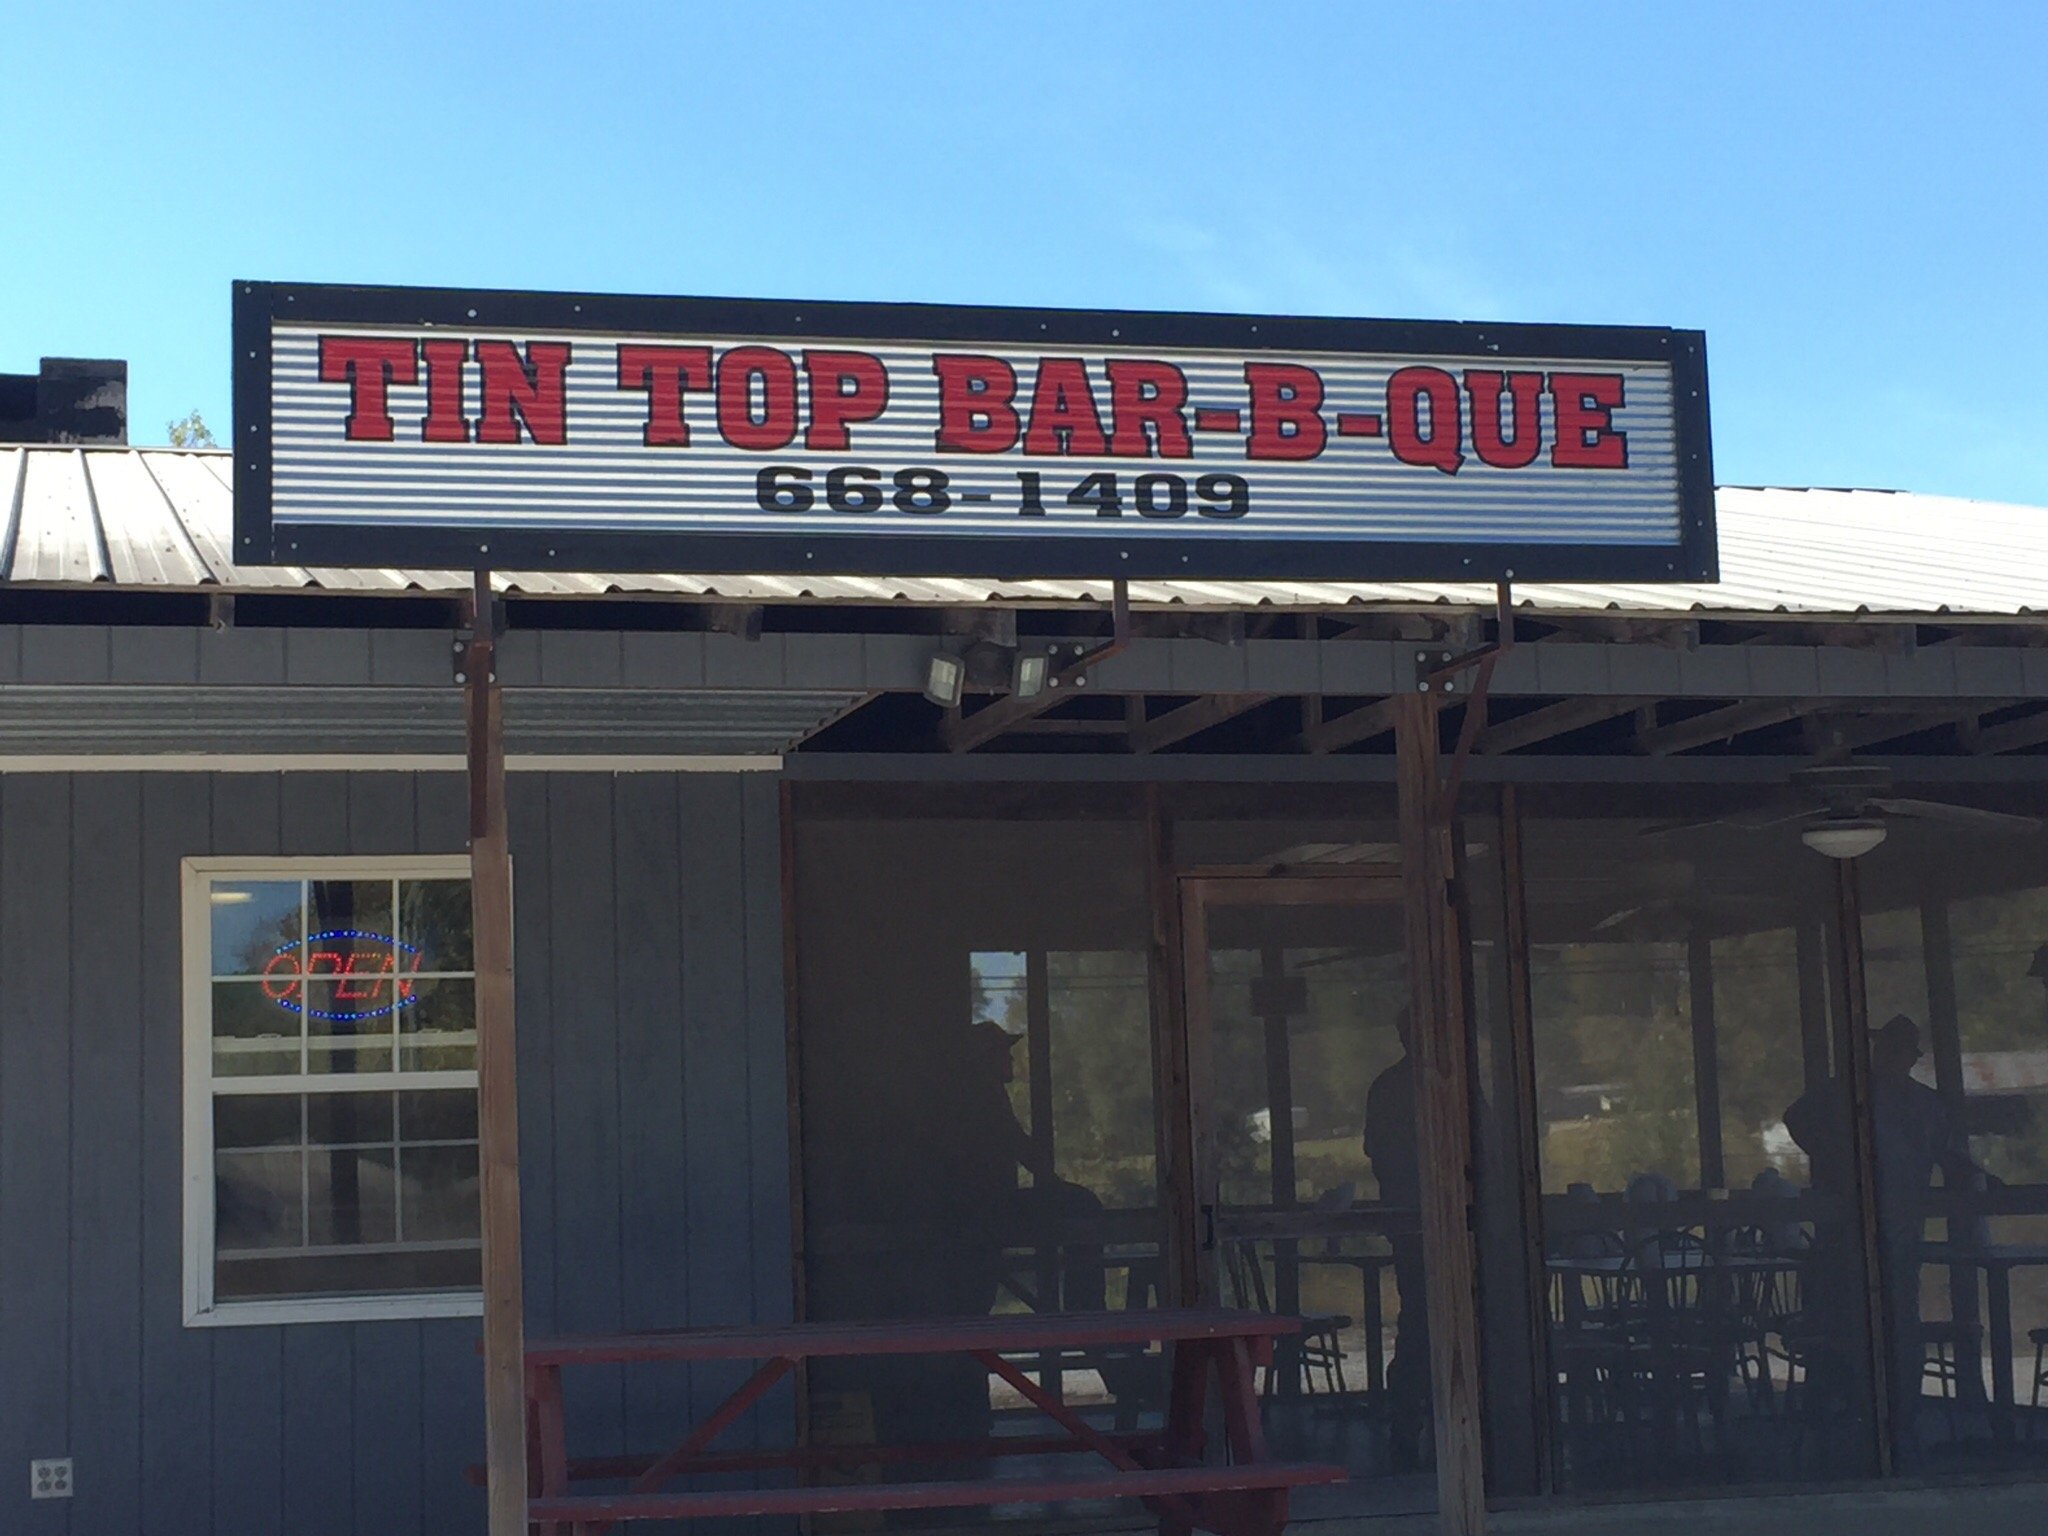 TIN TOP BAR-B-QUE
668-1409
OPEN